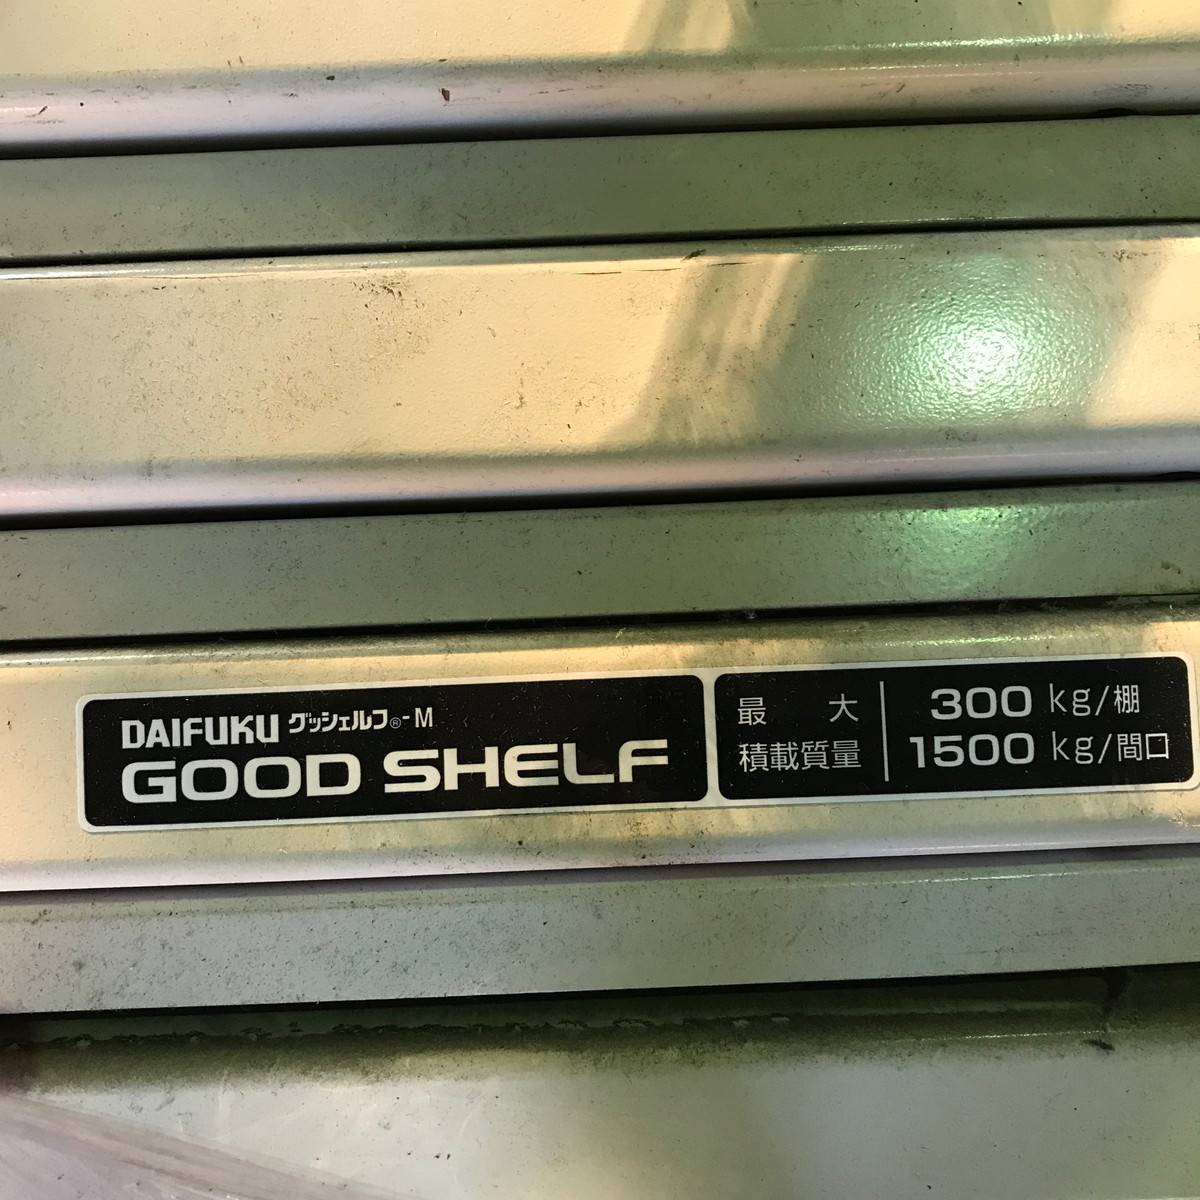 DAIFUKU グッシェルフ®-M
GOOD SHELF
最大 300 kg/棚
積載質量 1500 kg/間口